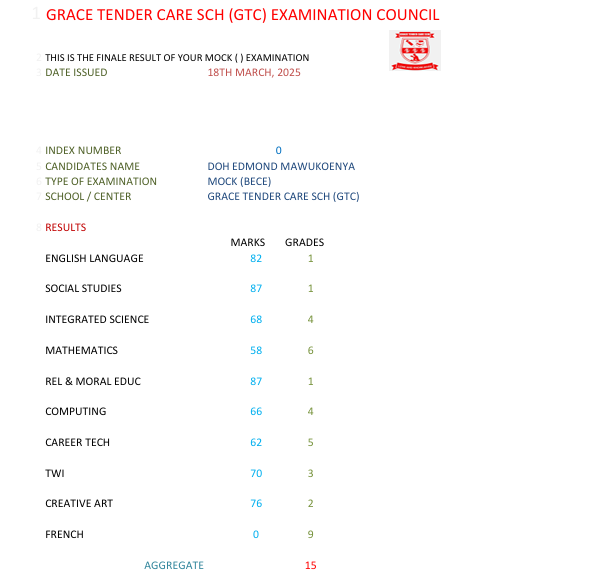 1 GRACE TENDER CARE SCH (GTC) EXAMINATION COUNCIL
2 THIS IS THE FINALE RESULT OF YOUR MOCK ( ) EXAMINATION
3 DATE ISSUED 18TH MARCH, 2025
4 INDEX NUMBER 0
5 CANDIDATES NAME DOH EDMOND MAWUKOENYA
6 TYPE OF EXAMINATION MOCK (BECE)
7 SCHOOL / CENTER GRACE TENDER CARE SCH (GTC)
8 RESULTS
MARKS GRADES
ENGLISH LANGUAGE 82 1
SOCIAL STUDIES 87 1
INTEGRATED SCIENCE 68 4
MATHEMATICS 58 6
REL & MORAL EDUC 87 1
COMPUTING 66 4
CAREER TECH 62 5
TWI 70 3
CREATIVE ART 76 2
FRENCH 0 9
AGGREGATE 15